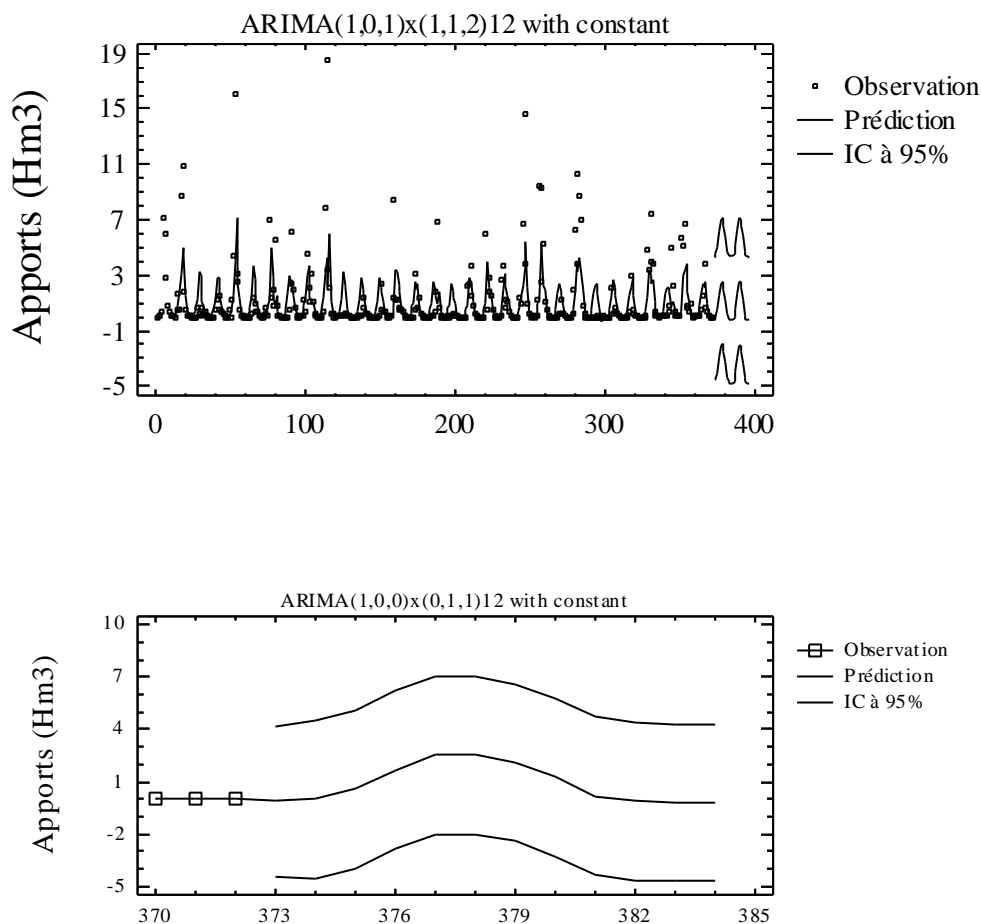 ARIMA(1,0,1)x(1,1,2)12 with constant
Apports (Hm3)
19
15
11
7
3
-1
-5
0
100
200
300
400
Observation
Prédiction
IC à 95%
ARIMA(1,0,0)x(0,1,1)12 with constant
Apports (Hm3)
10
7
4
1
-2
-5
370
373
376
379
382
385
Observation
Prédiction
IC à 95%